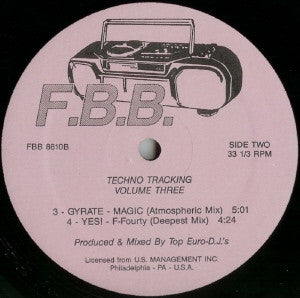 F.B.B.
FBB 8810B
SIDE TWO
33 1/3 RPM
TECHNO TRACKING
VOLUME THREE
3 - GYRATE - MAGIC (Atmospheric Mix) 5:01
4 - YES! - F-Fourty (Deepest Mix) 4:24
Produced & Mixed By Top Euro-D.J.'s
Licensed from U.S. MANAGEMENT INC.
Philadelphia - PA - U.S.A.